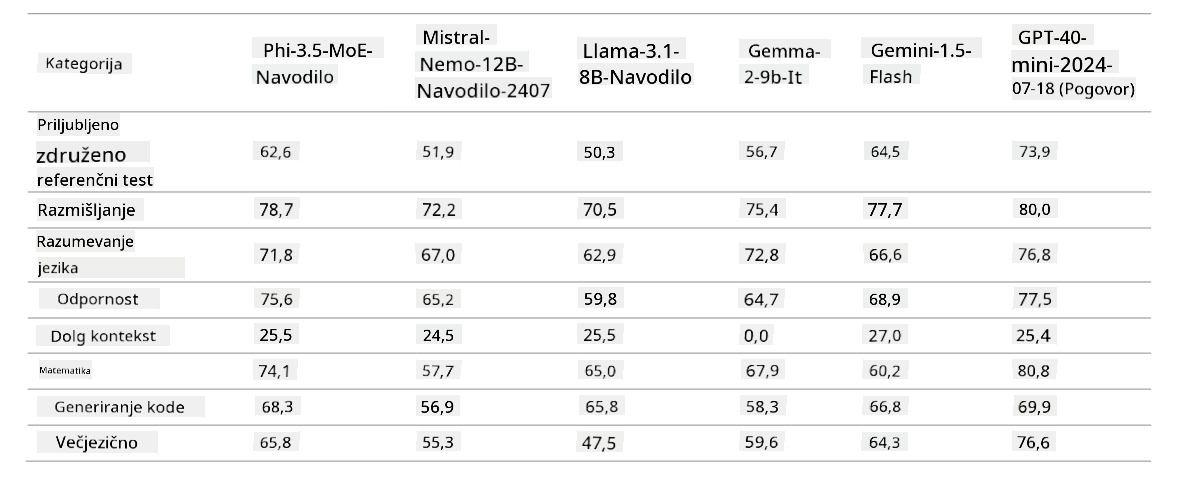 Kategorija
Phi-3.5-MoE-
Navodilo
Mistral-
Nemo-12B-
Navodilo-2407
Llama-3.1-
8B-Navodilo
Gemma-
2-9b-It
Gemini-1.5-
Flash
GPT-40-
mini-2024-
07-18 (Pogovor)
Priljubljeno
združeno
referenčni test
62,6 51,9 50,3 56,7 64,5 73,9
Razmišljanje 78,7 72,2 70,5 75,4 77,7 80,0
Razumevanje
jezika
71,8 67,0 62,9 72,8 66,6 76,8
Odpornost 75,6 65,2 59,8 64,7 68,9 77,5
Dolg kontekst 25,5 24,5 25,5 0,0 27,0 25,4
Matematika 74,1 57,7 65,0 67,9 60,2 80,8
Generiranje kode 68,3 56,9 65,8 58,3 66,8 69,9
Večjezično 65,8 55,3 47,5 59,6 64,3 76,6